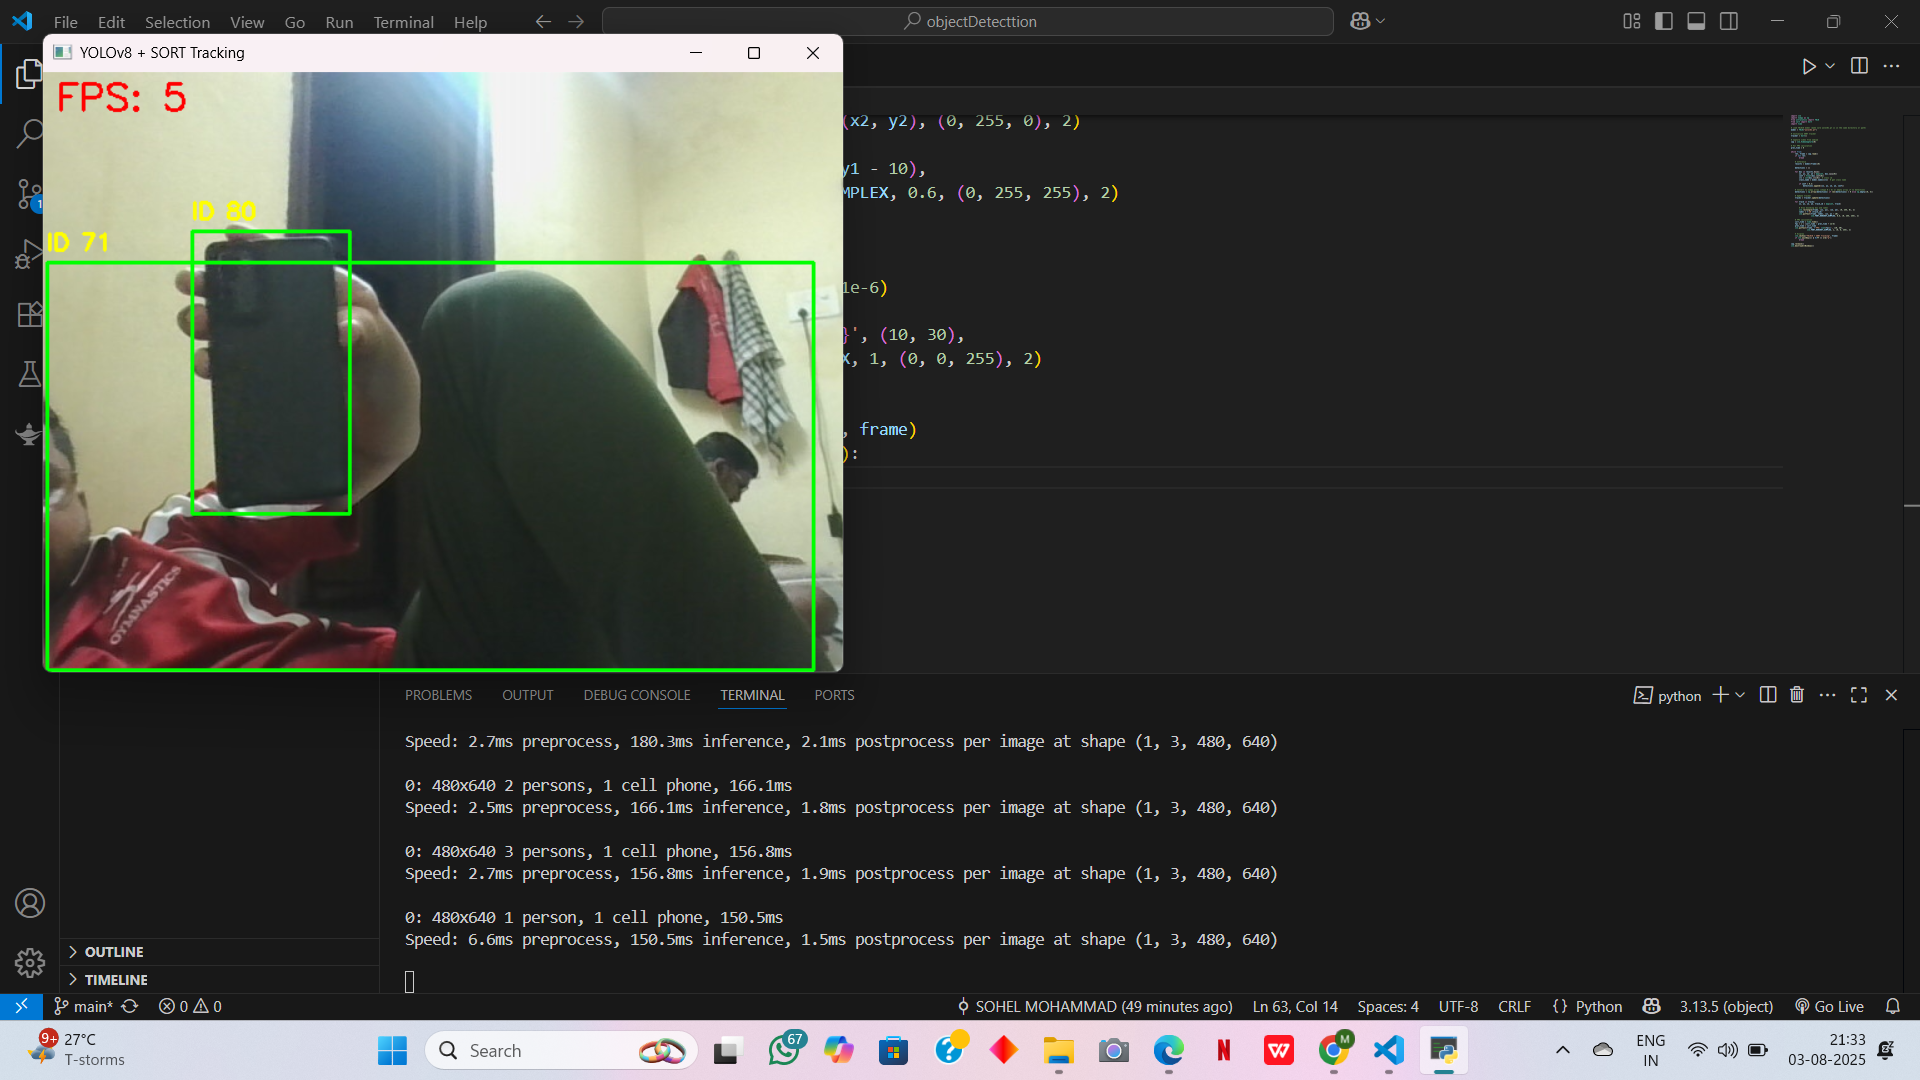 File Edit Selection View Go Run Terminal Help
objectDetecttion
YOLOv8 + SORT Tracking
FPS: 5
ID 80
ID 71
GYMNASTICS
(x2, y2), (0, 255, 0), 2)
y1 - 10),
MPLEX, 0.6, (0, 255, 255), 2)
1e-6)
}', (10, 30),
X, 1, (0, 0, 255), 2)
, frame)
):
1
PROBLEMS OUTPUT DEBUG CONSOLE TERMINAL PORTS
python
Speed: 2.7ms preprocess, 180.3ms inference, 2.1ms postprocess per image at shape (1, 3, 480, 640)
0: 480x640 2 persons, 1 cell phone, 166.1ms
Speed: 2.5ms preprocess, 166.1ms inference, 1.8ms postprocess per image at shape (1, 3, 480, 640)
0: 480x640 3 persons, 1 cell phone, 156.8ms
Speed: 2.7ms preprocess, 156.8ms inference, 1.9ms postprocess per image at shape (1, 3, 480, 640)
0: 480x640 1 person, 1 cell phone, 150.5ms
Speed: 6.6ms preprocess, 150.5ms inference, 1.5ms postprocess per image at shape (1, 3, 480, 640)
OUTLINE
TIMELINE
main* 0 0 SOHEL MOHAMMAD (49 minutes ago) Ln 63, Col 14 Spaces: 4 UTF-8 CRLF {} Python 3.13.5 (object) Go Live
9+ 27°C
T-storms
Search
67
M
ENG
IN
21:33
03-08-2025